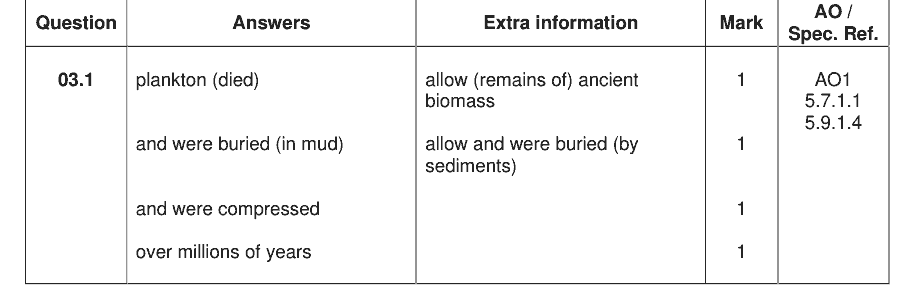 Question Answers Extra information Mark AO /
Spec. Ref.
03.1 plankton (died) allow (remains of) ancient 1 AO1
biomass 5.7.1.1
5.9.1.4
and were buried (in mud) allow and were buried (by 1
sediments)
and were compressed 1
over millions of years 1